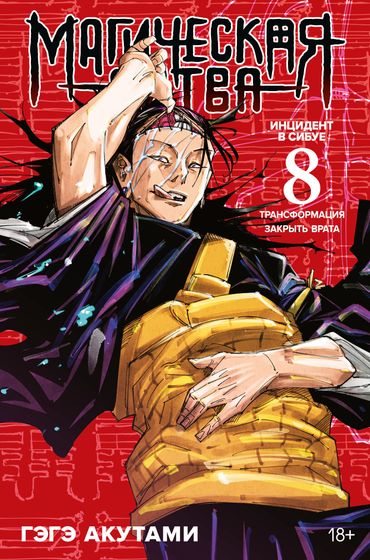 МАГИЧЕСКАЯ
БИТВА
ИНЦИДЕНТ
В СИБУЕ
8
ТРАНСФОРМАЦИЯ
ЗАКРЫТЬ ВРАТА
ГЭГЭ АКУТАМИ
18+